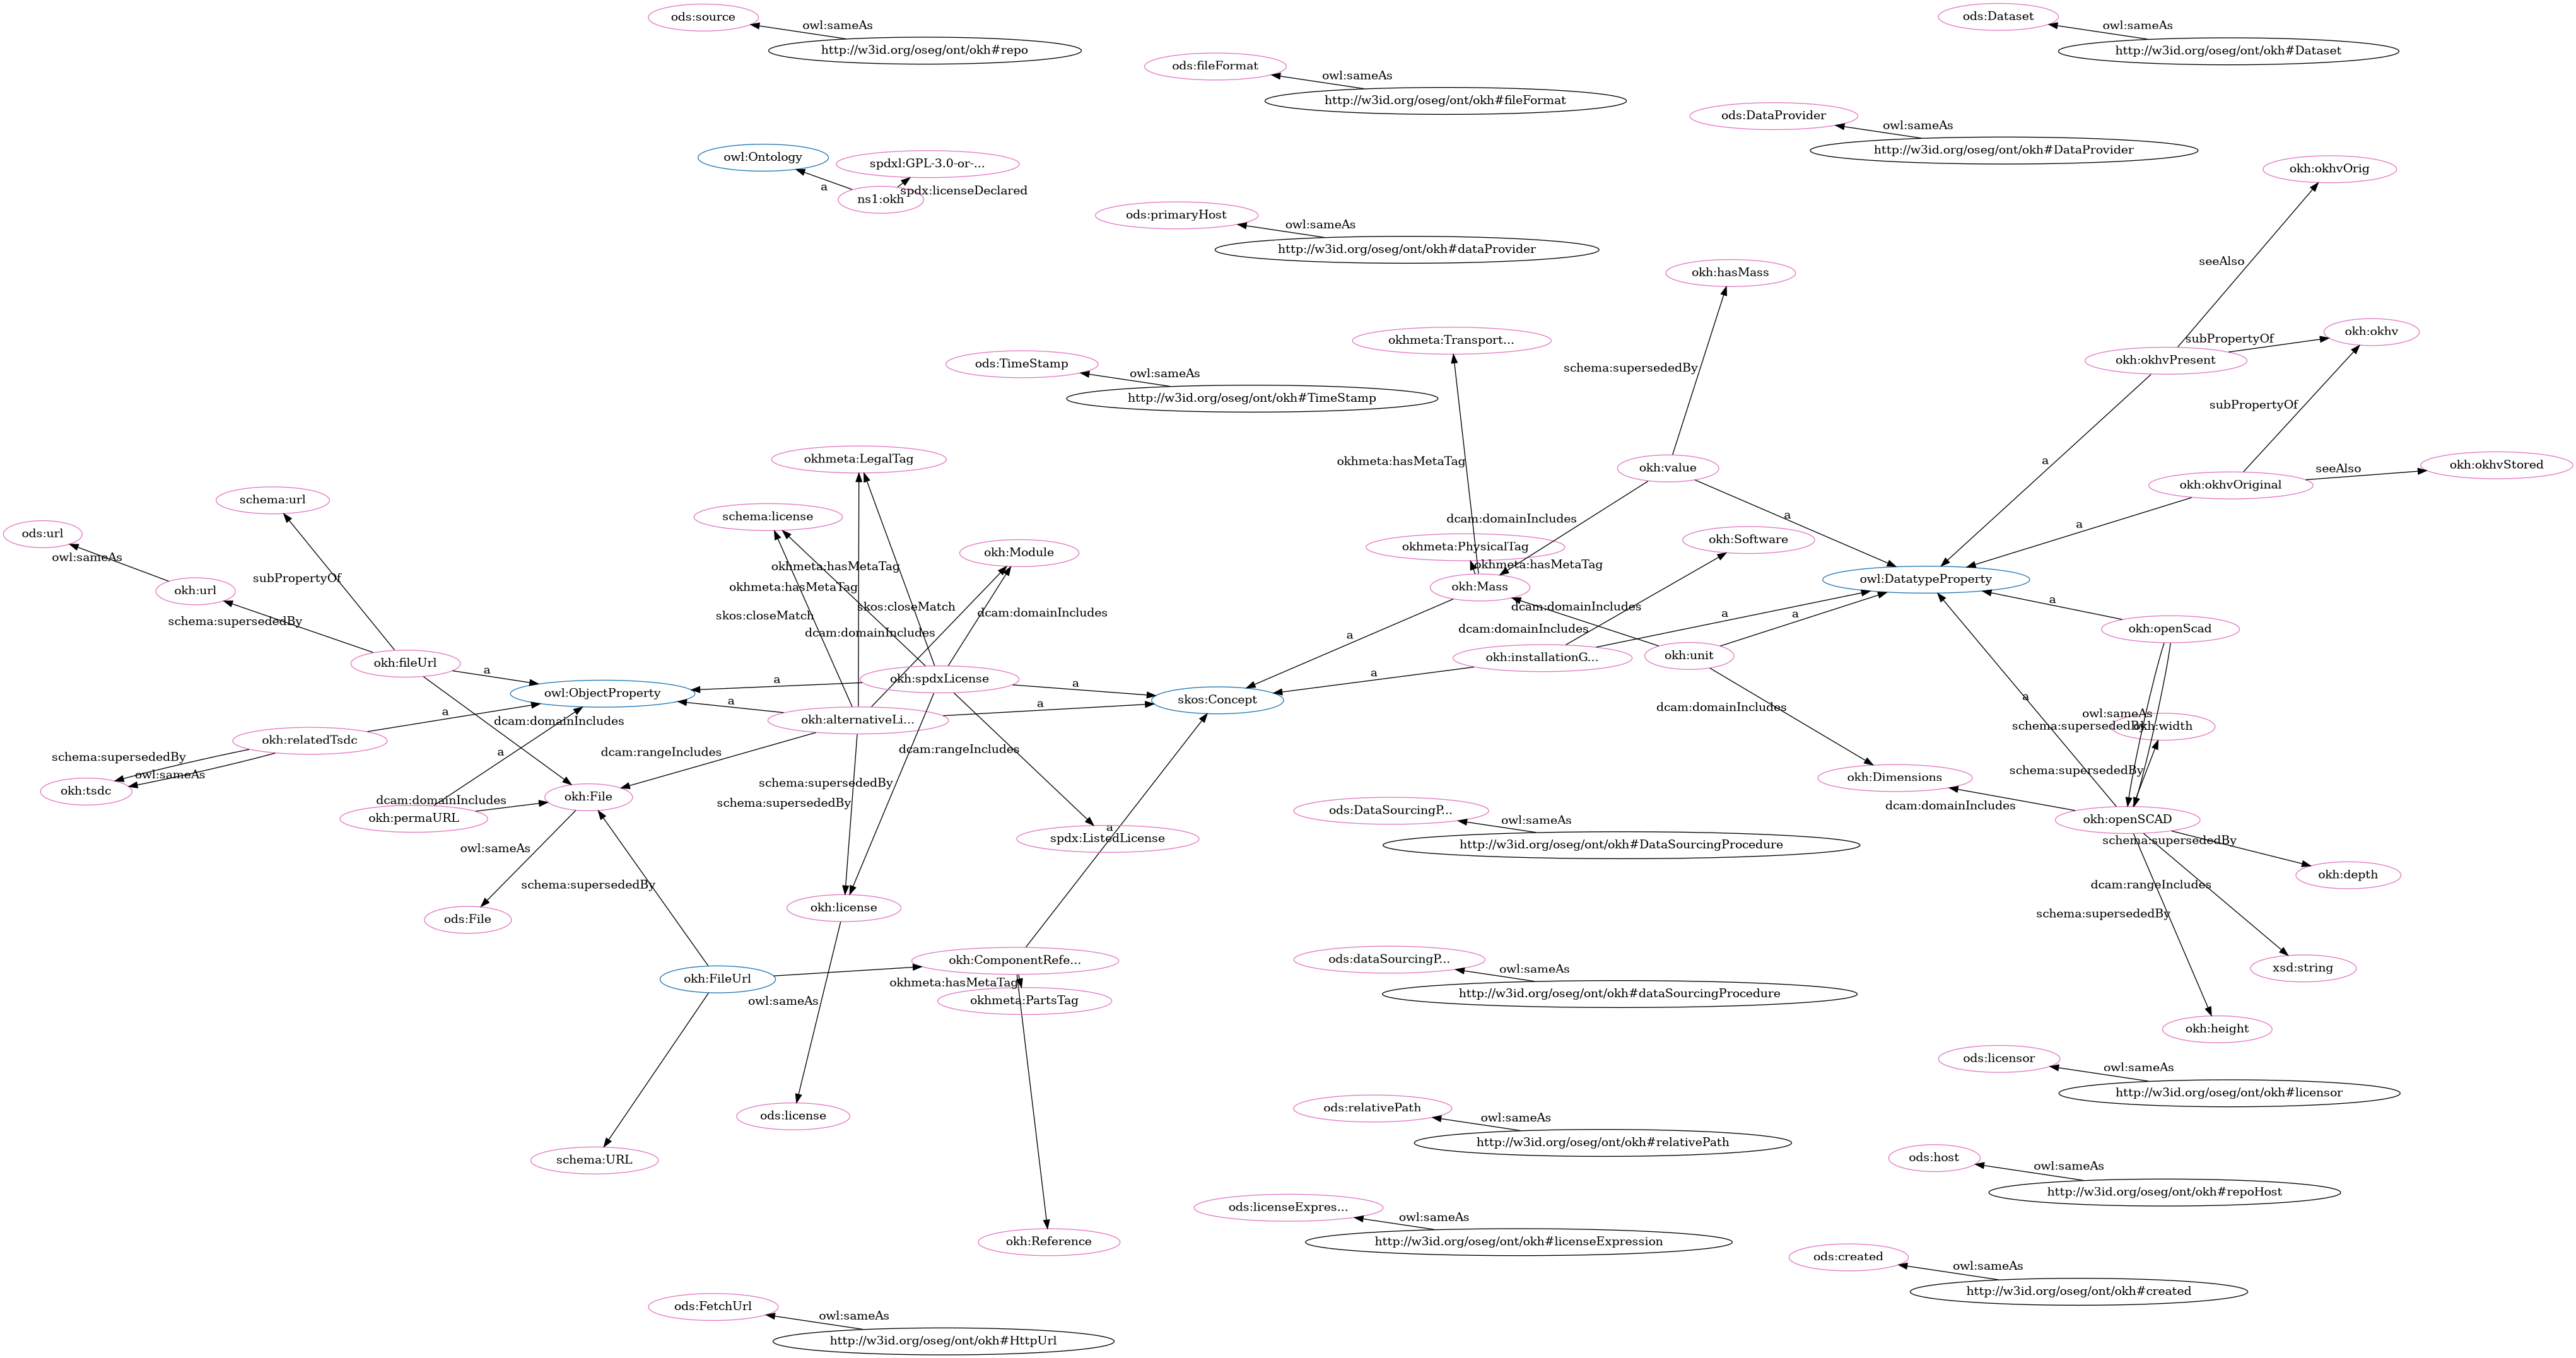 ods:source
owl:sameAs
http://w3id.org/oseg/ont/okh#repo
ods:Dataset
owl:sameAs
http://w3id.org/oseg/ont/okh#Dataset
ods:fileFormat
owl:sameAs
http://w3id.org/oseg/ont/okh#fileFormat
ods:DataProvider
owl:sameAs
http://w3id.org/oseg/ont/okh#DataProvider
owl:Ontology
spdxl:GPL-3.0-or-...
a
spdx:licenseDeclared
ns1:okh
okh:okhvOrig
ods:primaryHost
owl:sameAs
http://w3id.org/oseg/ont/okh#dataProvider
seeAlso
okh:hasMass
okhmeta:Transport...
okh:okhv
subPropertyOf
okh:okhvPresent
ods:TimeStamp
owl:sameAs
http://w3id.org/oseg/ont/okh#TimeStamp
schema:supersededBy
subPropertyOf
okhmeta:LegalTag
okhmeta:hasMetaTag
okh:value
a
seeAlso
okh:okhvStored
okh:okhvOriginal
schema:url
schema:license
dcam:domainIncludes
a
a
ods:url
owl:sameAs
okh:url
subPropertyOf
schema:supersededBy
okh:Module
okhmeta:PhysicalTag
okh:Software
okhmeta:hasMetaTag
okhmeta:hasMetaTag
okhmeta:hasMetaTag
okh:Mass
owl:DatatypeProperty
skos:closeMatch
skos:closeMatch
dcam:domainIncludes
dcam:domainIncludes
dcam:domainIncludes
dcam:domainIncludes
a
a
a
a
okh:openScad
okh:fileUrl
a
okh:spdxLicense
okh:installationG...
okh:unit
owl:ObjectProperty
a
a
a
skos:Concept
okh:alternativeLi...
a
a
a
dcam:domainIncludes
dcam:domainIncludes
a
owl:sameAs
schema:supersededBy
okh:width
okh:relatedTsdc
a
dcam:rangeIncludes
dcam:rangeIncludes
schema:supersededBy
owl:sameAs
okh:tsdc
schema:supersededBy
schema:supersededBy
okh:Dimensions
schema:supersededBy
dcam:domainIncludes
okh:File
okh:permaURL
dcam:domainIncludes
okh:openSCAD
ods:DataSourcingP...
owl:sameAs
http://w3id.org/oseg/ont/okh#DataSourcingProcedure
a
spdx:ListedLicense
schema:supersededBy
okh:depth
owl:sameAs
schema:supersededBy
dcam:rangeIncludes
schema:supersededBy
ods:File
okh:license
okh:ComponentRefe...
ods:dataSourcingP...
owl:sameAs
http://w3id.org/oseg/ont/okh#dataSourcingProcedure
xsd:string
okh:FileUrl
okhmeta:hasMetaTag
owl:sameAs
okhmeta:PartsTag
okh:height
ods:licensor
owl:sameAs
http://w3id.org/oseg/ont/okh#licensor
ods:license
ods:relativePath
owl:sameAs
http://w3id.org/oseg/ont/okh#relativePath
schema:URL
ods:host
owl:sameAs
http://w3id.org/oseg/ont/okh#repoHost
okh:Reference
ods:licenseExpres...
owl:sameAs
http://w3id.org/oseg/ont/okh#licenseExpression
ods:created
owl:sameAs
http://w3id.org/oseg/ont/okh#created
ods:FetchUrl
owl:sameAs
http://w3id.org/oseg/ont/okh#HttpUrl